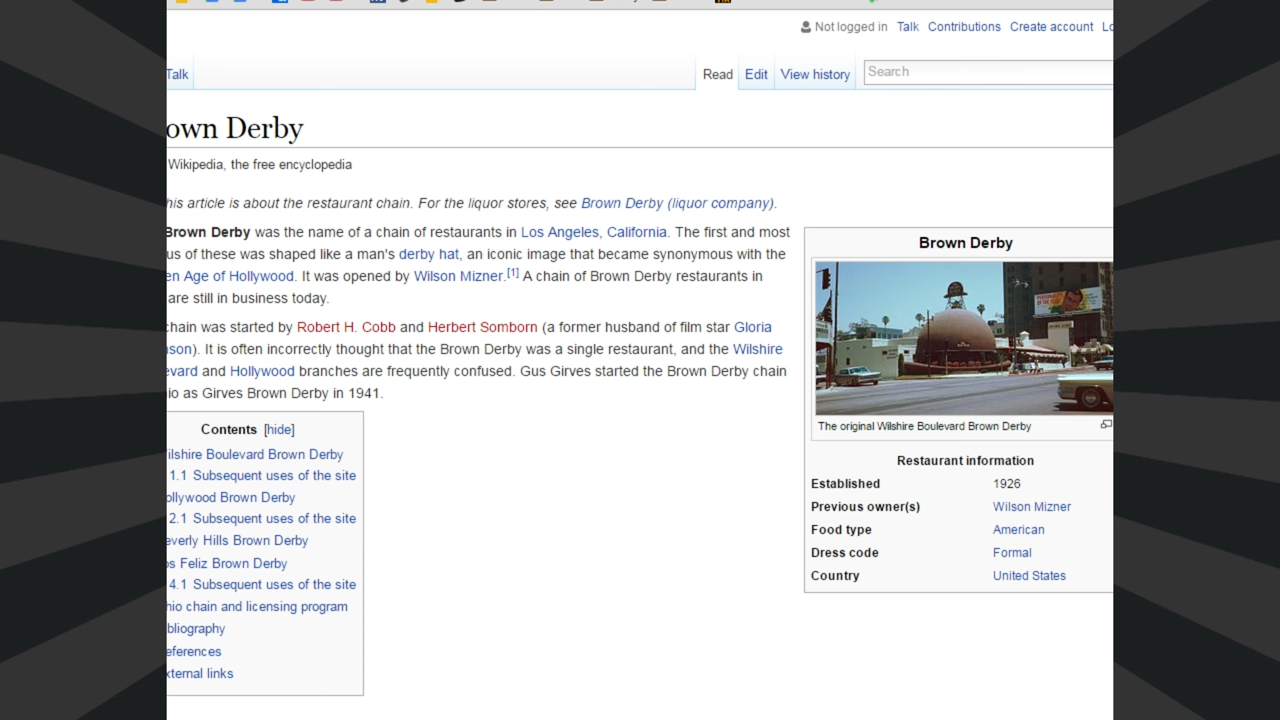 Not logged in Talk Contributions Create account
Talk Read Edit View history Search
own Derby
Wikipedia, the free encyclopedia
his article is about the restaurant chain. For the liquor stores, see Brown Derby (liquor company).
Brown Derby was the name of a chain of restaurants in Los Angeles, California. The first and most
us of these was shaped like a man's derby hat, an iconic image that became synonymous with the
en Age of Hollywood. It was opened by Wilson Mizner.[1] A chain of Brown Derby restaurants in
are still in business today.
chain was started by Robert H. Cobb and Herbert Somborn (a former husband of film star Gloria
nson). It is often incorrectly thought that the Brown Derby was a single restaurant, and the Wilshire
evard and Hollywood branches are frequently confused. Gus Girves started the Brown Derby chain
io as Girves Brown Derby in 1941.
Contents [hide]
ilshire Boulevard Brown Derby
1.1 Subsequent uses of the site
ollywood Brown Derby
2.1 Subsequent uses of the site
everly Hills Brown Derby
os Feliz Brown Derby
4.1 Subsequent uses of the site
hio chain and licensing program
bliography
eferences
xternal links
Brown Derby
The original Wilshire Boulevard Brown Derby
Restaurant information
Established 1926
Previous owner(s) Wilson Mizner
Food type American
Dress code Formal
Country United States